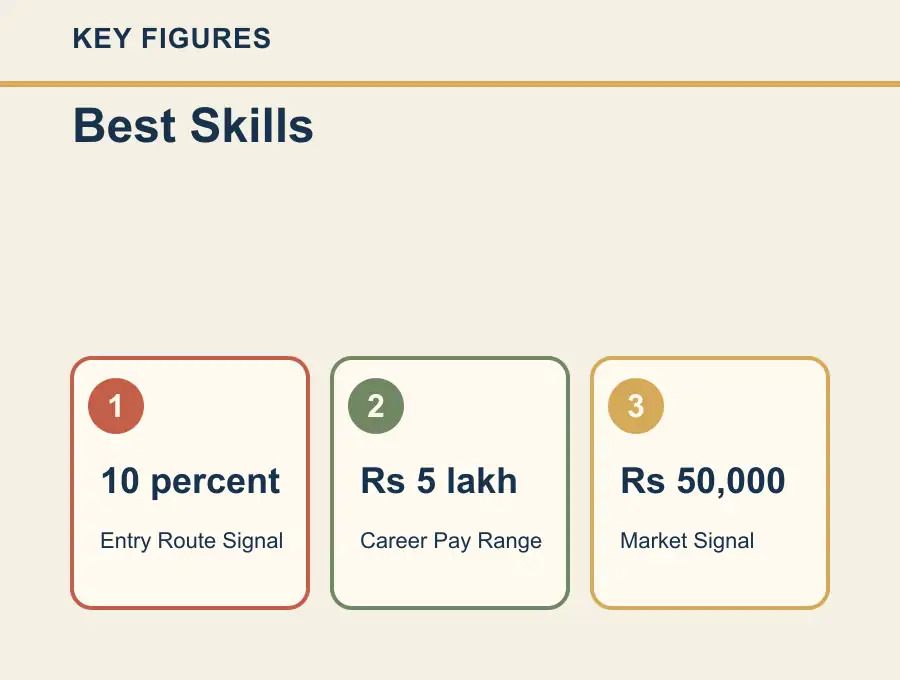 KEY FIGURES
Best Skills
1
10 percent
Entry Route Signal
2
Rs 5 lakh
Career Pay Range
3
Rs 50,000
Market Signal